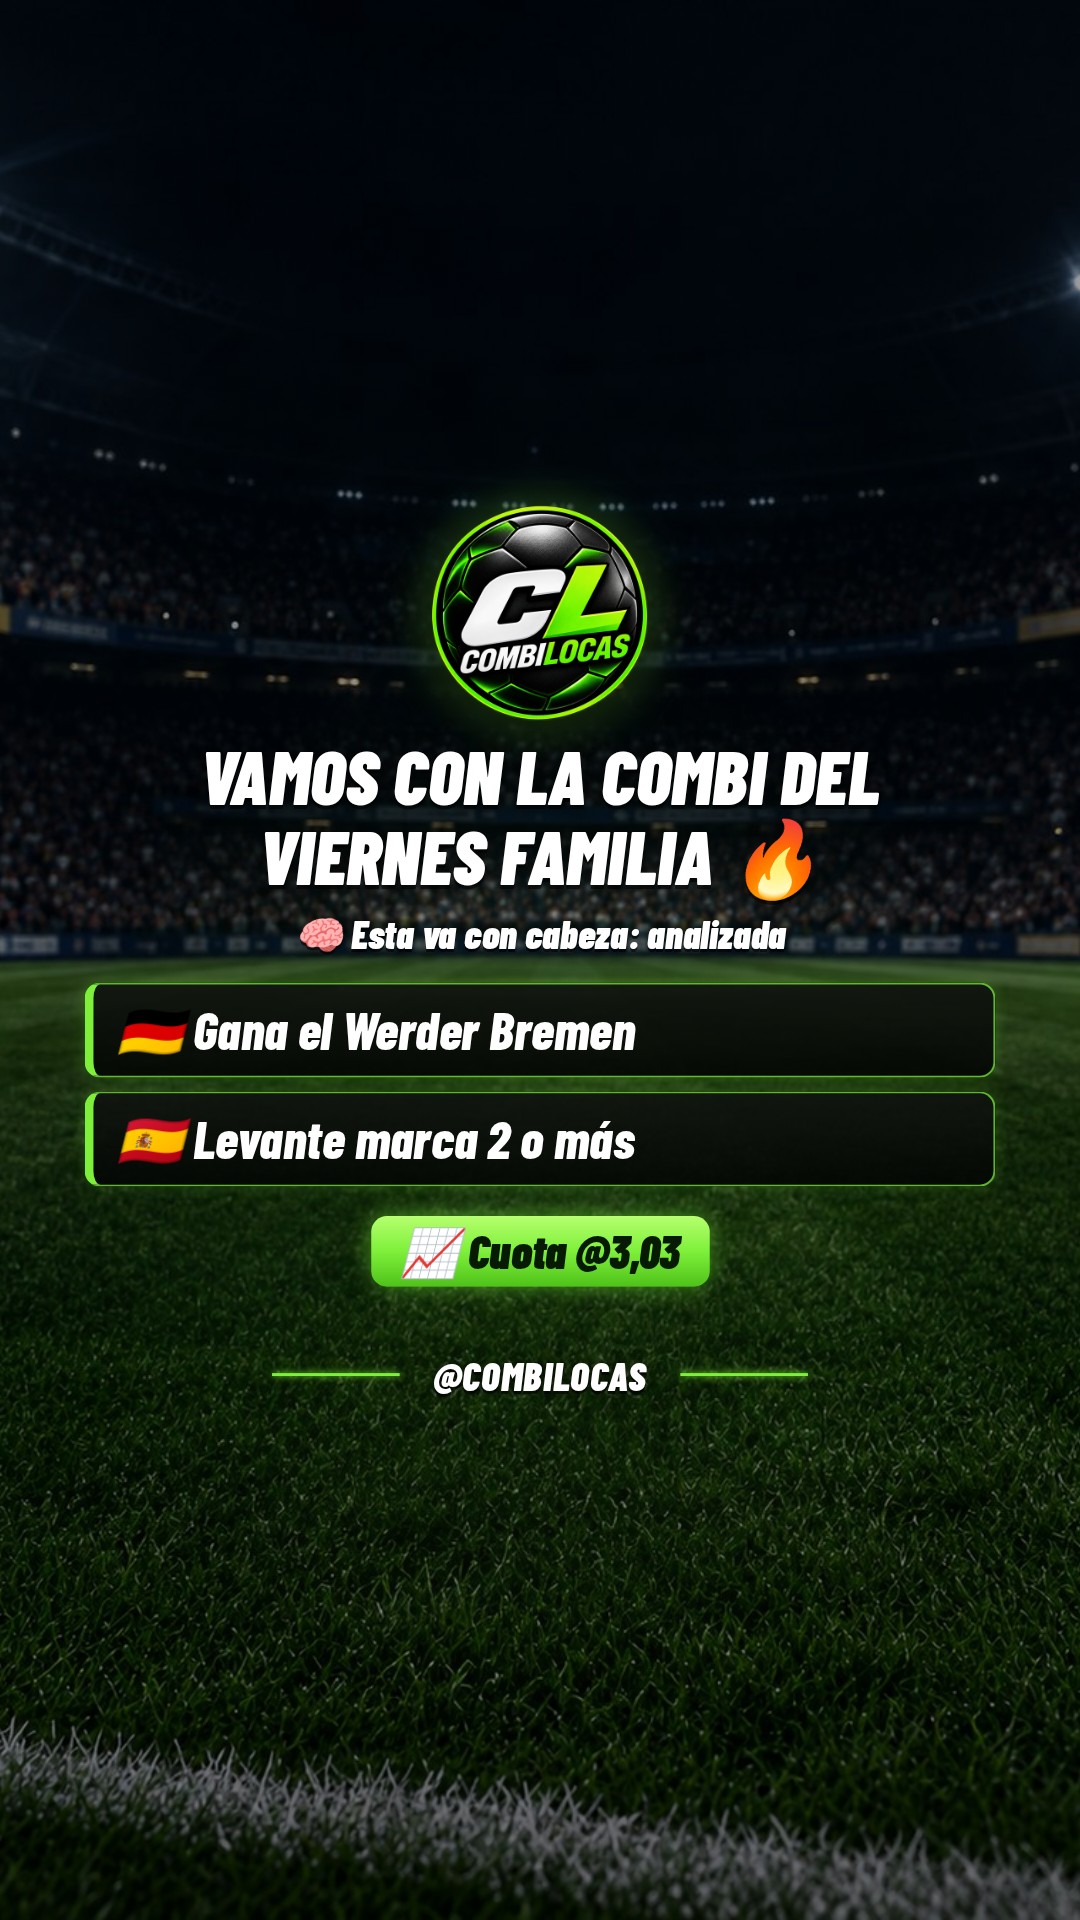 CL
COMBILOCAS
VAMOS CON LA COMBI DEL
VIERNES FAMILIA 🔥
🧠 Esta va con cabeza: analizada
🇩🇪 Gana el Werder Bremen
🇪🇸 Levante marca 2 o más
📈 Cuota @3,03
@COMBILOCAS